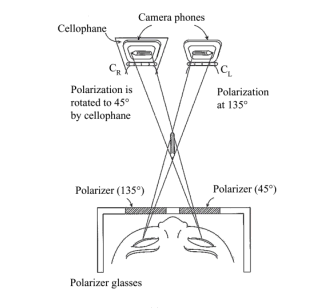 Camera phones
Cellophane
C_R
C_L
Polarization is
rotated to 45°
by cellophane
Polarization
at 135°
Polarizer (135°)
Polarizer (45°)
Polarizer glasses